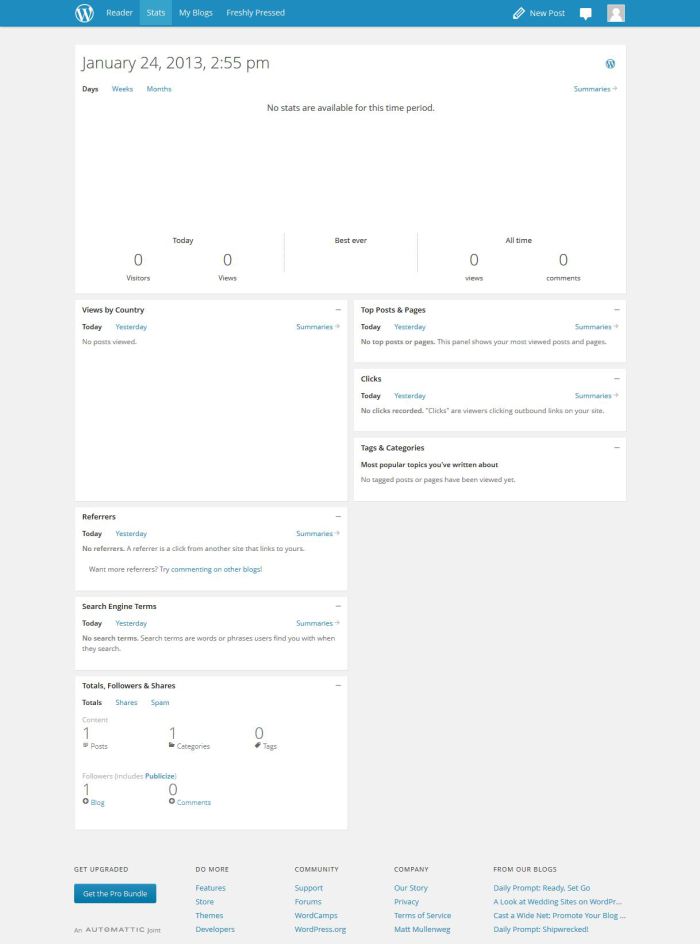 Reader Stats My Blogs Freshly Pressed New Post
January 24, 2013, 2:55 pm
Days Weeks Months Summaries
No stats are available for this time period.
Today Best ever All time
0 0 0 0
Visitors Views views comments
Views by Country
Today Yesterday Summaries
No posts viewed.
Top Posts & Pages
Today Yesterday Summaries
No top posts or pages. This panel shows your most viewed posts and pages.
Clicks
Today Yesterday Summaries
No clicks recorded. "Clicks" are viewers clicking outbound links on your site.
Tags & Categories
Most popular topics you've written about
No tagged posts or pages have been viewed yet.
Referrers
Today Yesterday Summaries
No referrers. A referrer is a click from another site that links to yours.
Want more referrers? Try commenting on other blogs!
Search Engine Terms
Today Yesterday Summaries
No search terms. Search terms are words or phrases users find you with when
they search.
Totals, Followers & Shares
Totals Shares Spam
Content
1 1 0
Posts Categories Tags
Followers (includes Publicize)
1 0
Blog Comments
GET UPGRADED
Get the Pro Bundle
An AUTOMATTIC Joint
DO MORE
Features
Store
Themes
Developers
COMMUNITY
Support
Forums
WordCamps
WordPress.org
COMPANY
Our Story
Privacy
Terms of Service
Matt Mullenweg
FROM OUR BLOGS
Daily Prompt: Ready, Set Go
A Look at Wedding Sites on WordPr...
Cast a Wide Net: Promote Your Blog ...
Daily Prompt: Shipwrecked!